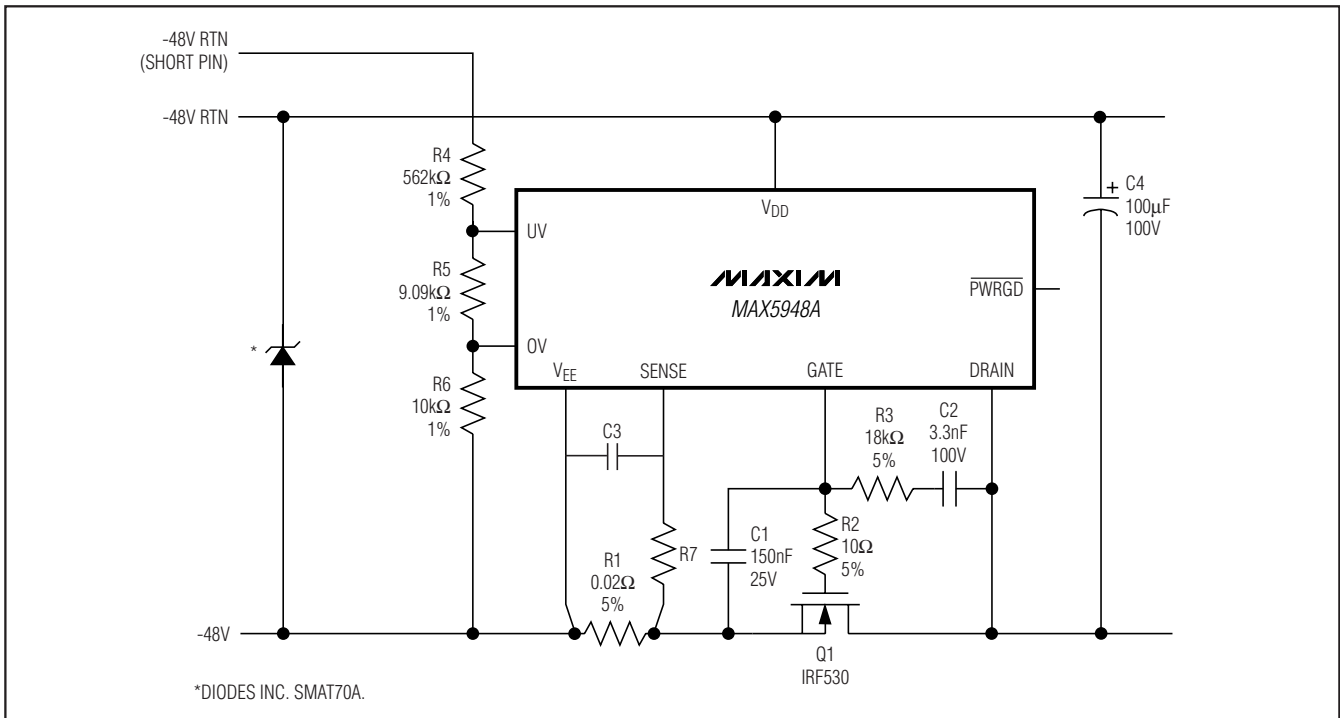 -48V RTN
(SHORT PIN)
-48V RTN
R4
562kΩ
1%
UV
R5
9.09kΩ
1%
OV
R6
10kΩ
1%
*
VDD
MAXIM
MAX5948A
PWRGD
VEE
SENSE
GATE
DRAIN
+ C4
100μF
100V
C3
R7
R1
0.02Ω
5%
C1
150nF
25V
R3
18kΩ
5%
C2
3.3nF
100V
R2
10Ω
5%
-48V
Q1
IRF530
*DIODES INC. SMAT70A.